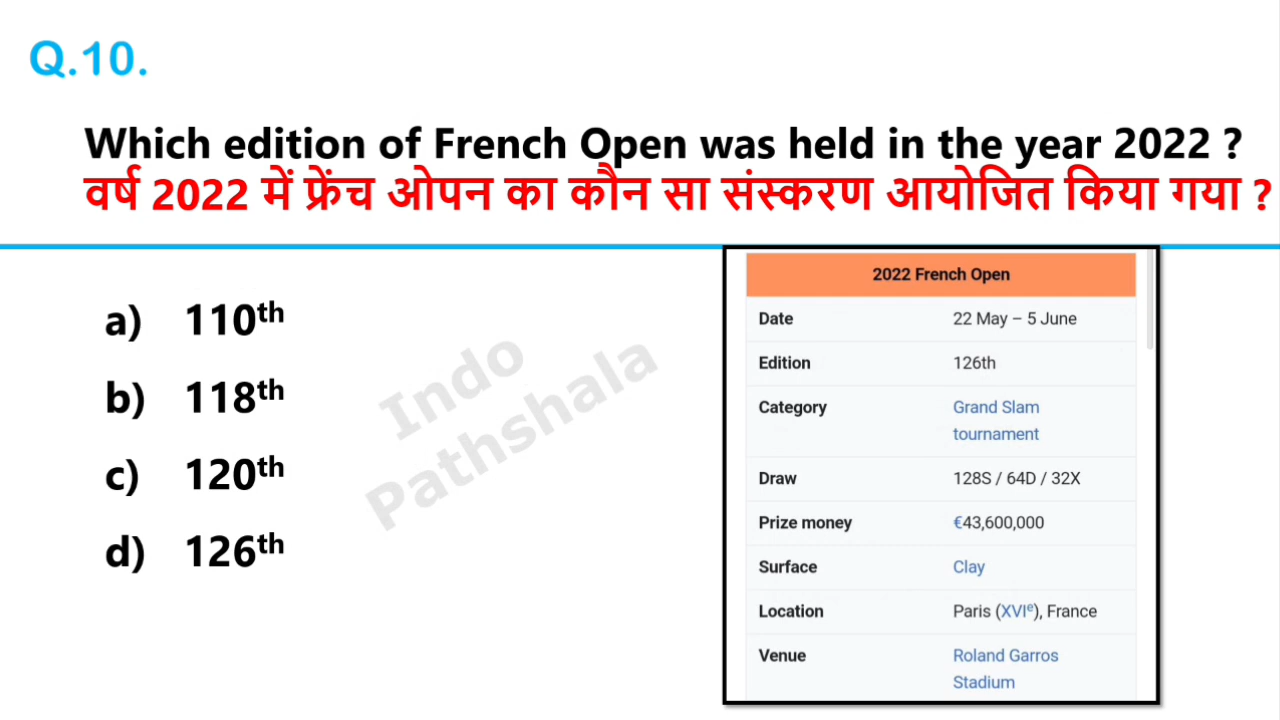 Q.10.
Which edition of French Open was held in the year 2022 ?
वर्ष 2022 में फ्रेंच ओपन का कौन सा संस्करण आयोजित किया गया ?
a) 110th
b) 118th
c) 120th
d) 126th
Indo
Pathshala
2022 French Open
Date 22 May – 5 June
Edition 126th
Category Grand Slam
tournament
Draw 128S / 64D / 32X
Prize money €43,600,000
Surface Clay
Location Paris (XVIe), France
Venue Roland Garros
Stadium